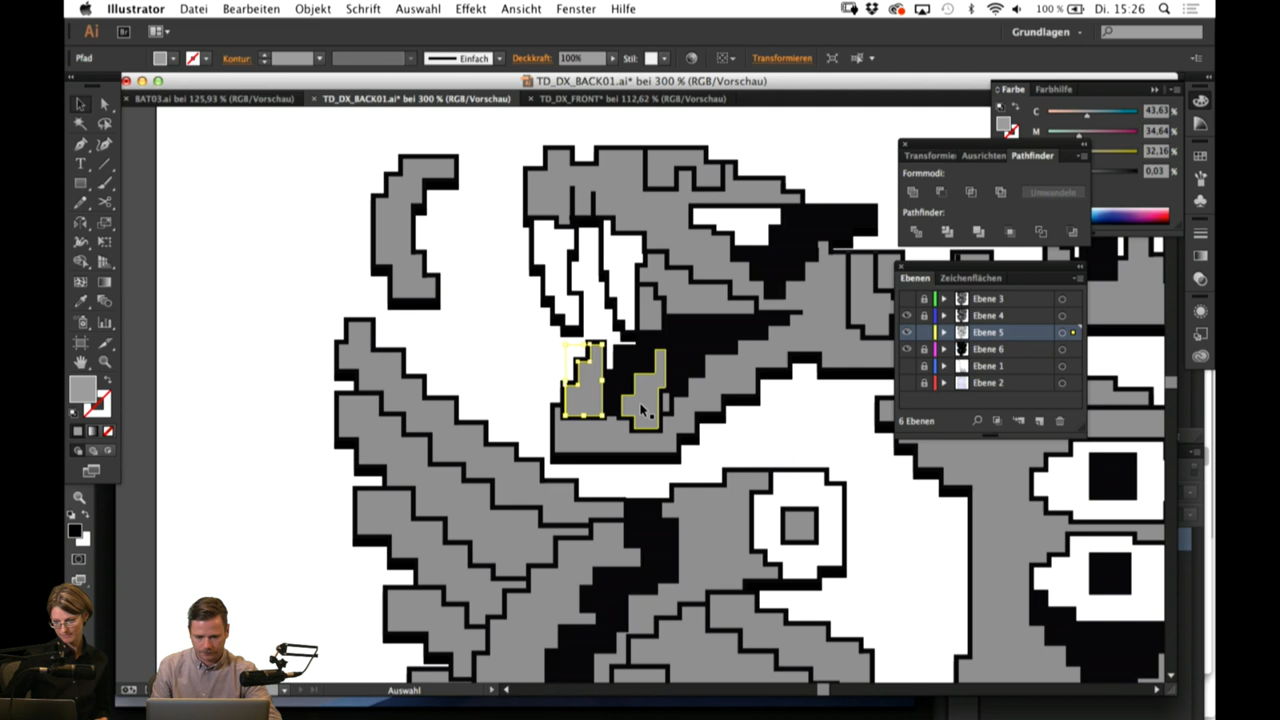 Illustrator Datei Bearbeiten Objekt Schrift Auswahl Effekt Ansicht Fenster Hilfe 100 % Di. 15:26
Ai Br Grundlagen
Pfad Kontur: Einfach Deckkraft: 100% Stil: Transformieren
TD_DX_BACK01.ai* bei 300 % (RGB/Vorschau)
BAT03.ai bei 125,93 % (RGB/Vorschau) TD_DX_BACK01.ai* bei 300 % (RGB/Vorschau) TD_DX_FRONT* bei 112,62 % (RGB/Vorschau)
Farbe Farbhilfe
C 43,63 %
M 34,64 %
32,16 %
0,03 %
Transformie Ausrichten Pathfinder
Formmodi:
Umwandeln
Pathfinder:
Ebenen Zeichenflächen
Ebene 3
Ebene 4
Ebene 5
Ebene 6
Ebene 1
Ebene 2
6 Ebenen
Auswahl